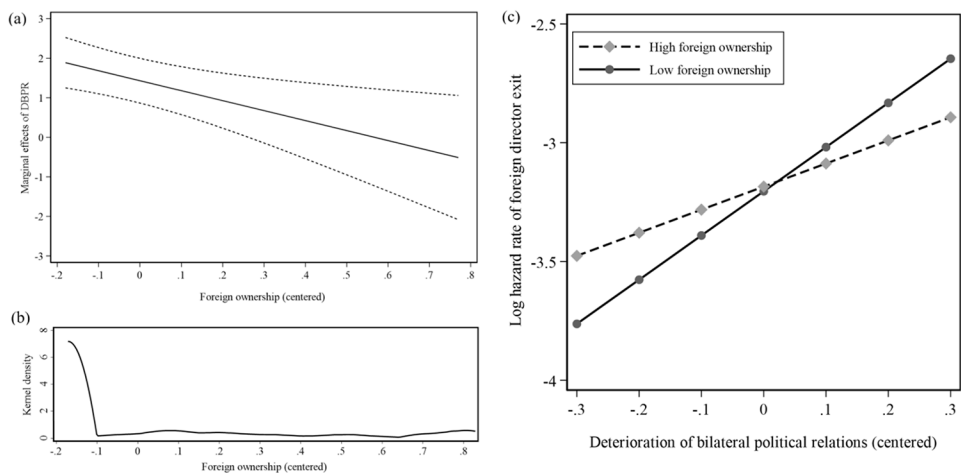 (a)
Marginal effects of DBPR
3
2
1
0
-1
-2
-3
-.2 -.1 0 .1 .2 .3 .4 .5 .6 .7 .8
Foreign ownership (centered)
(b)
Kernel density
8
6
4
2
0
-.2 -.1 0 .1 .2 .3 .4 .5 .6 .7 .8
Foreign ownership (centered)
(c)
Log hazard rate of foreign director exit
-2.5
-3
-3.5
-4
High foreign ownership
Low foreign ownership
-.3 -.2 -.1 0 .1 .2 .3
Deterioration of bilateral political relations (centered)